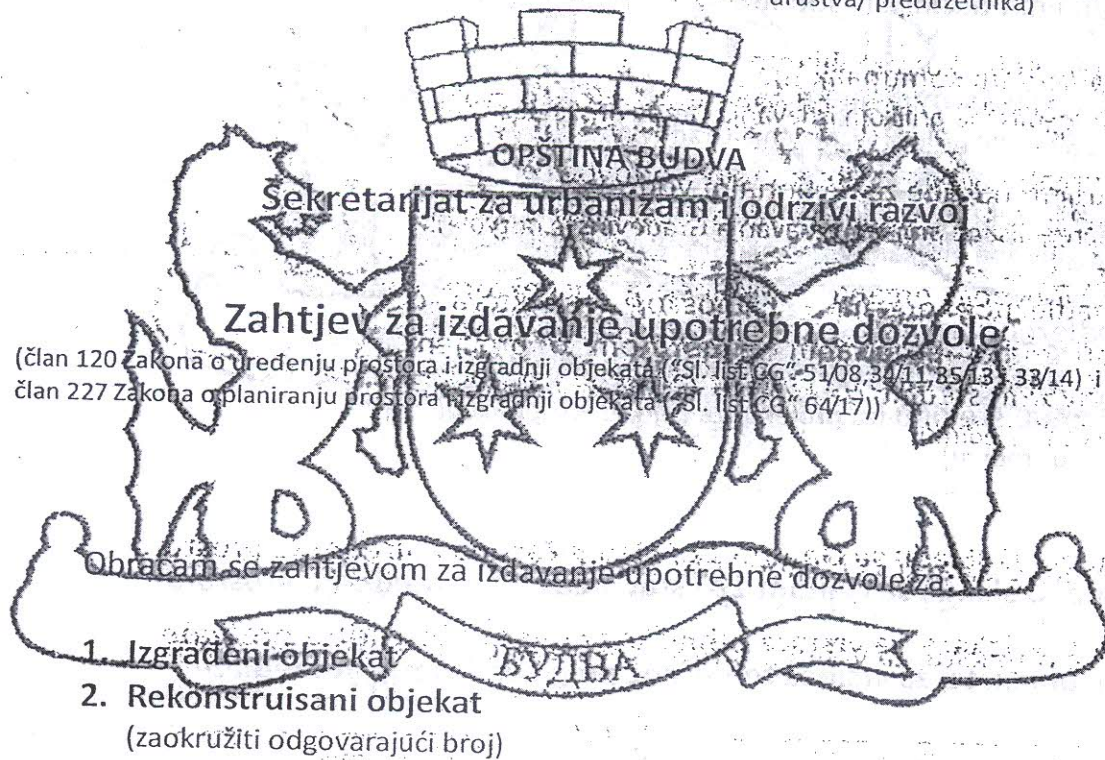 društva/ preduzetnika)
OPŠTINA BUDVA
Sekretarijat za urbanizam i održivi razvoj
Zahtjev za izdavanje upotrebne dozvole
(član 120 Zakona o uređenju prostora i izgradnji objekata ("Sl. list CG" 51/08,34/11,35/13 i 33/14) i
član 227 Zakona o planiranju prostora i izgradnji objekata ("Sl. list CG" 64/17))
Obraćam se zahtjevom za izdavanje upotrebne dozvole za:
1. Izgrađeni objekat
БУДВА
2. Rekonstruisani objekat
(zaokružiti odgovarajući broj)